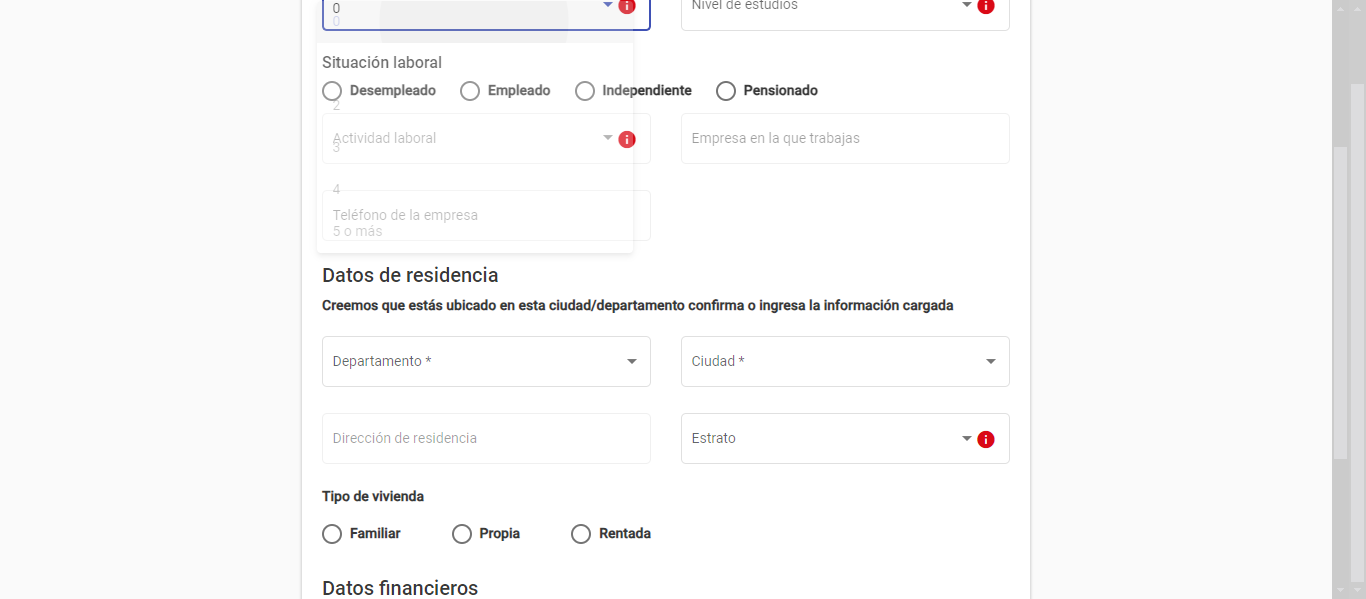 0
0
Nivel de estudios
Situación laboral
Desempleado Empleado Independiente Pensionado
2
Actividad laboral
Empresa en la que trabajas
3
4
Teléfono de la empresa
5 o más
Datos de residencia
Creemos que estás ubicado en esta ciudad/departamento confirma o ingresa la información cargada
Departamento *
Ciudad *
Dirección de residencia
Estrato
Tipo de vivienda
Familiar Propia Rentada
Datos financieros